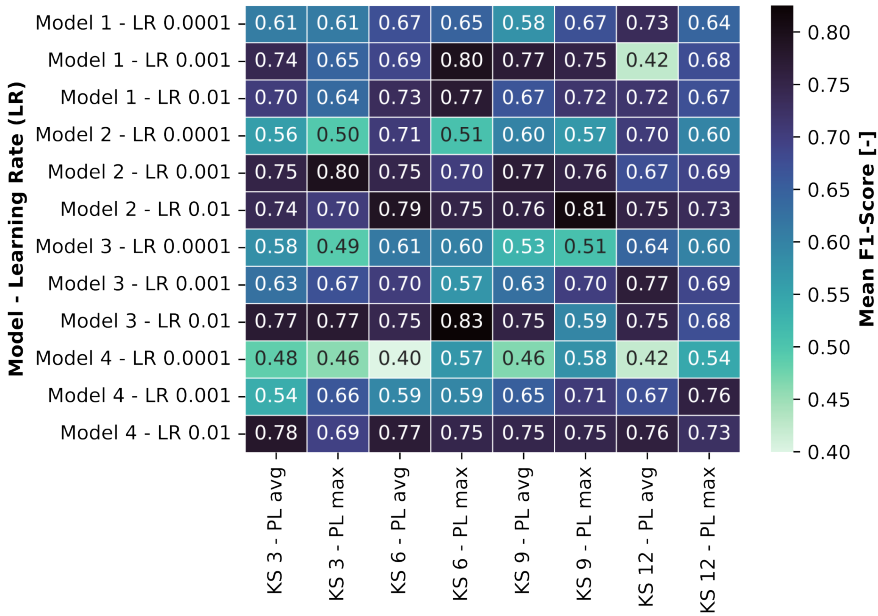 Model - Learning Rate (LR)
Model 1 - LR 0.0001 0.61 0.61 0.67 0.65 0.58 0.67 0.73 0.64
Model 1 - LR 0.001 0.74 0.65 0.69 0.80 0.77 0.75 0.42 0.68
Model 1 - LR 0.01 0.70 0.64 0.73 0.77 0.67 0.72 0.72 0.67
Model 2 - LR 0.0001 0.56 0.50 0.71 0.51 0.60 0.57 0.70 0.60
Model 2 - LR 0.001 0.75 0.80 0.75 0.70 0.77 0.76 0.67 0.69
Model 2 - LR 0.01 0.74 0.70 0.79 0.75 0.76 0.81 0.75 0.73
Model 3 - LR 0.0001 0.58 0.49 0.61 0.60 0.53 0.51 0.64 0.60
Model 3 - LR 0.001 0.63 0.67 0.70 0.57 0.63 0.70 0.77 0.69
Model 3 - LR 0.01 0.77 0.77 0.75 0.83 0.75 0.59 0.75 0.68
Model 4 - LR 0.0001 0.48 0.46 0.40 0.57 0.46 0.58 0.42 0.54
Model 4 - LR 0.001 0.54 0.66 0.59 0.59 0.65 0.71 0.67 0.76
Model 4 - LR 0.01 0.78 0.69 0.77 0.75 0.75 0.75 0.76 0.73
KS 3 - PL avg
KS 3 - PL max
KS 6 - PL avg
KS 6 - PL max
KS 9 - PL avg
KS 9 - PL max
KS 12 - PL avg
KS 12 - PL max
0.80
0.75
0.70
0.65
0.60
0.55
0.50
0.45
0.40
Mean F1-Score [-]